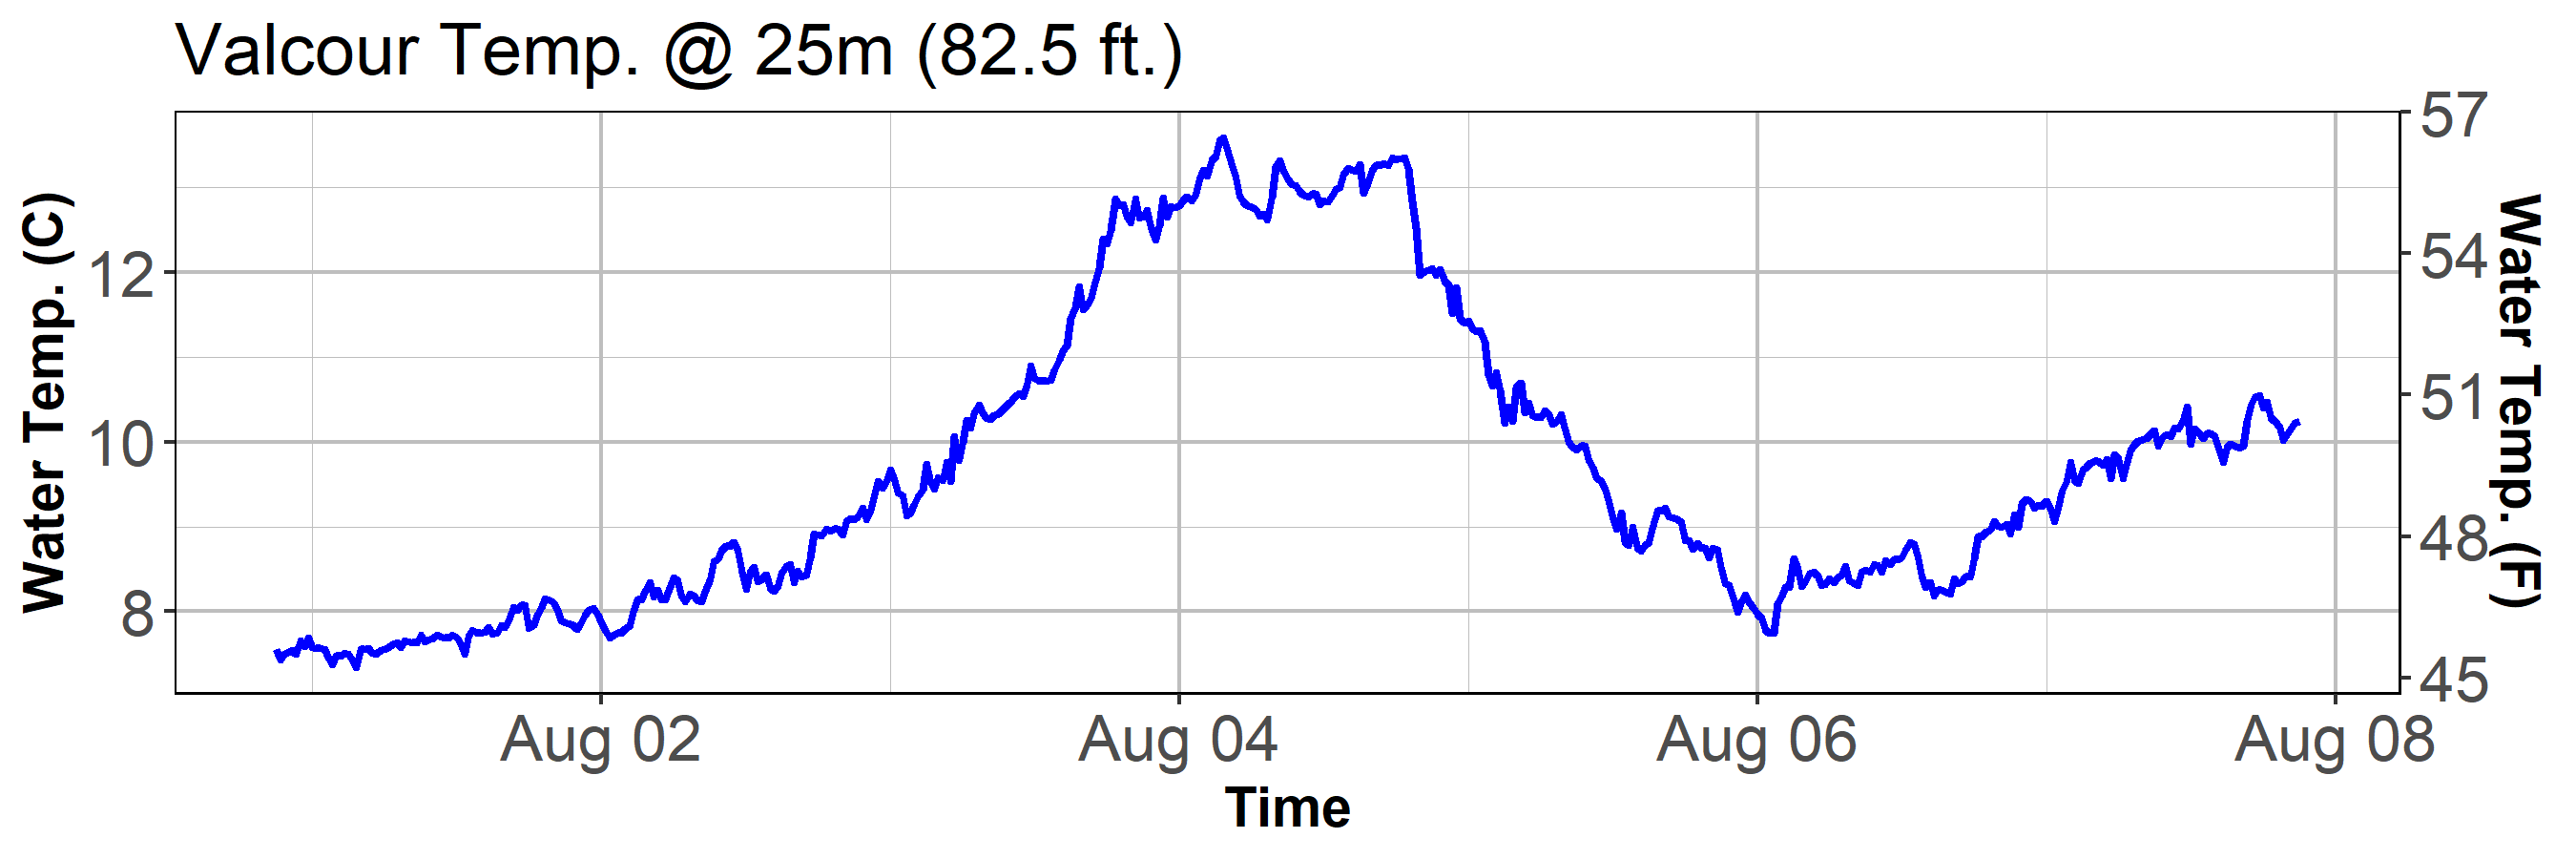 Valcour Temp. @ 25m (82.5 ft.)
Water Temp. (C)
12
10
8
57
54
51
48
45
Water Temp. (F)
Aug 02 Aug 04 Aug 06 Aug 08
Time